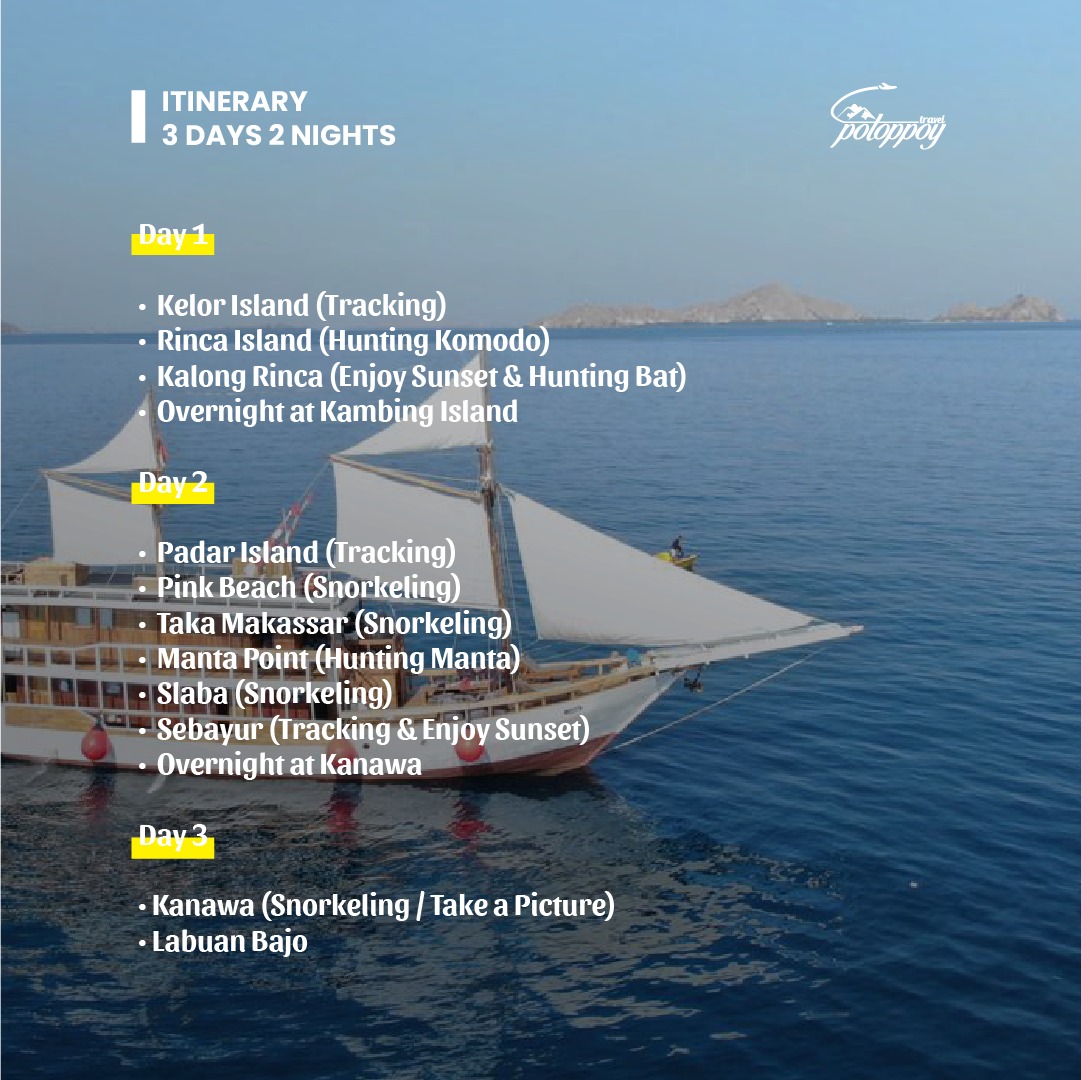 ITINERARY
3 DAYS 2 NIGHTS
travel
poloppoy
Day 1
• Kelor Island (Tracking)
• Rinca Island (Hunting Komodo)
• Kalong Rinca (Enjoy Sunset & Hunting Bat)
• Overnight at Kambing Island
Day 2
• Padar Island (Tracking)
• Pink Beach (Snorkeling)
• Taka Makassar (Snorkeling)
• Manta Point (Hunting Manta)
• Slaba (Snorkeling)
• Sebayur (Tracking & Enjoy Sunset)
• Overnight at Kanawa
Day 3
• Kanawa (Snorkeling / Take a Picture)
• Labuan Bajo